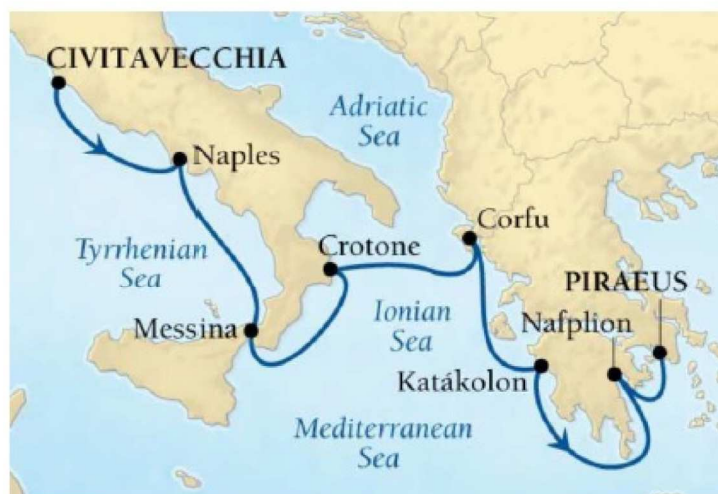 CIVITAVECCHIA
Naples
Adriatic
Sea
Tyrrhenian
Sea
Crotone
Corfu
PIRAEUS
Messina
Ionian
Sea
Nafplion
Katákolon
Mediterranean
Sea